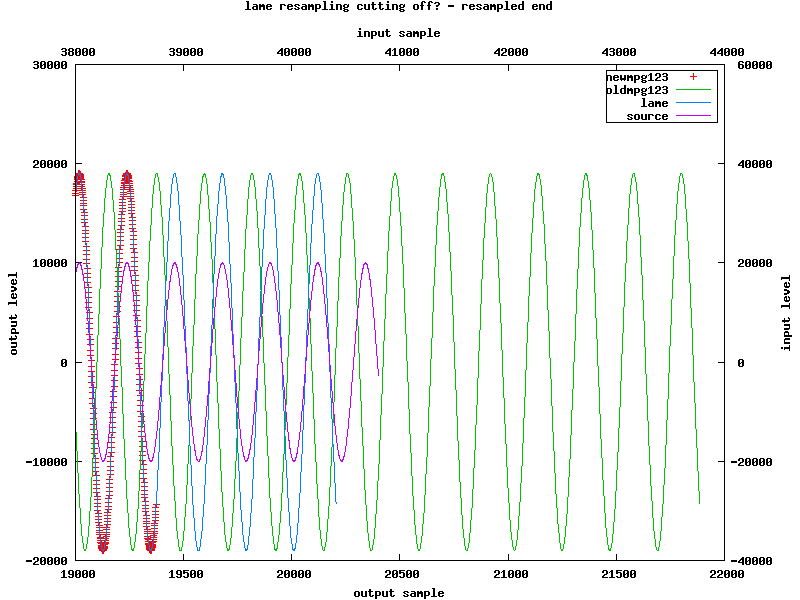 lame resampling cutting off? - resampled end
input sample
38000 39000 40000 41000 42000 43000 44000
30000 60000
newmpg123
oldmpg123
lame
source
20000 40000
10000 20000
output level
input level
0 0
-10000 -20000
-20000 -40000
19000 19500 20000 20500 21000 21500 22000
output sample